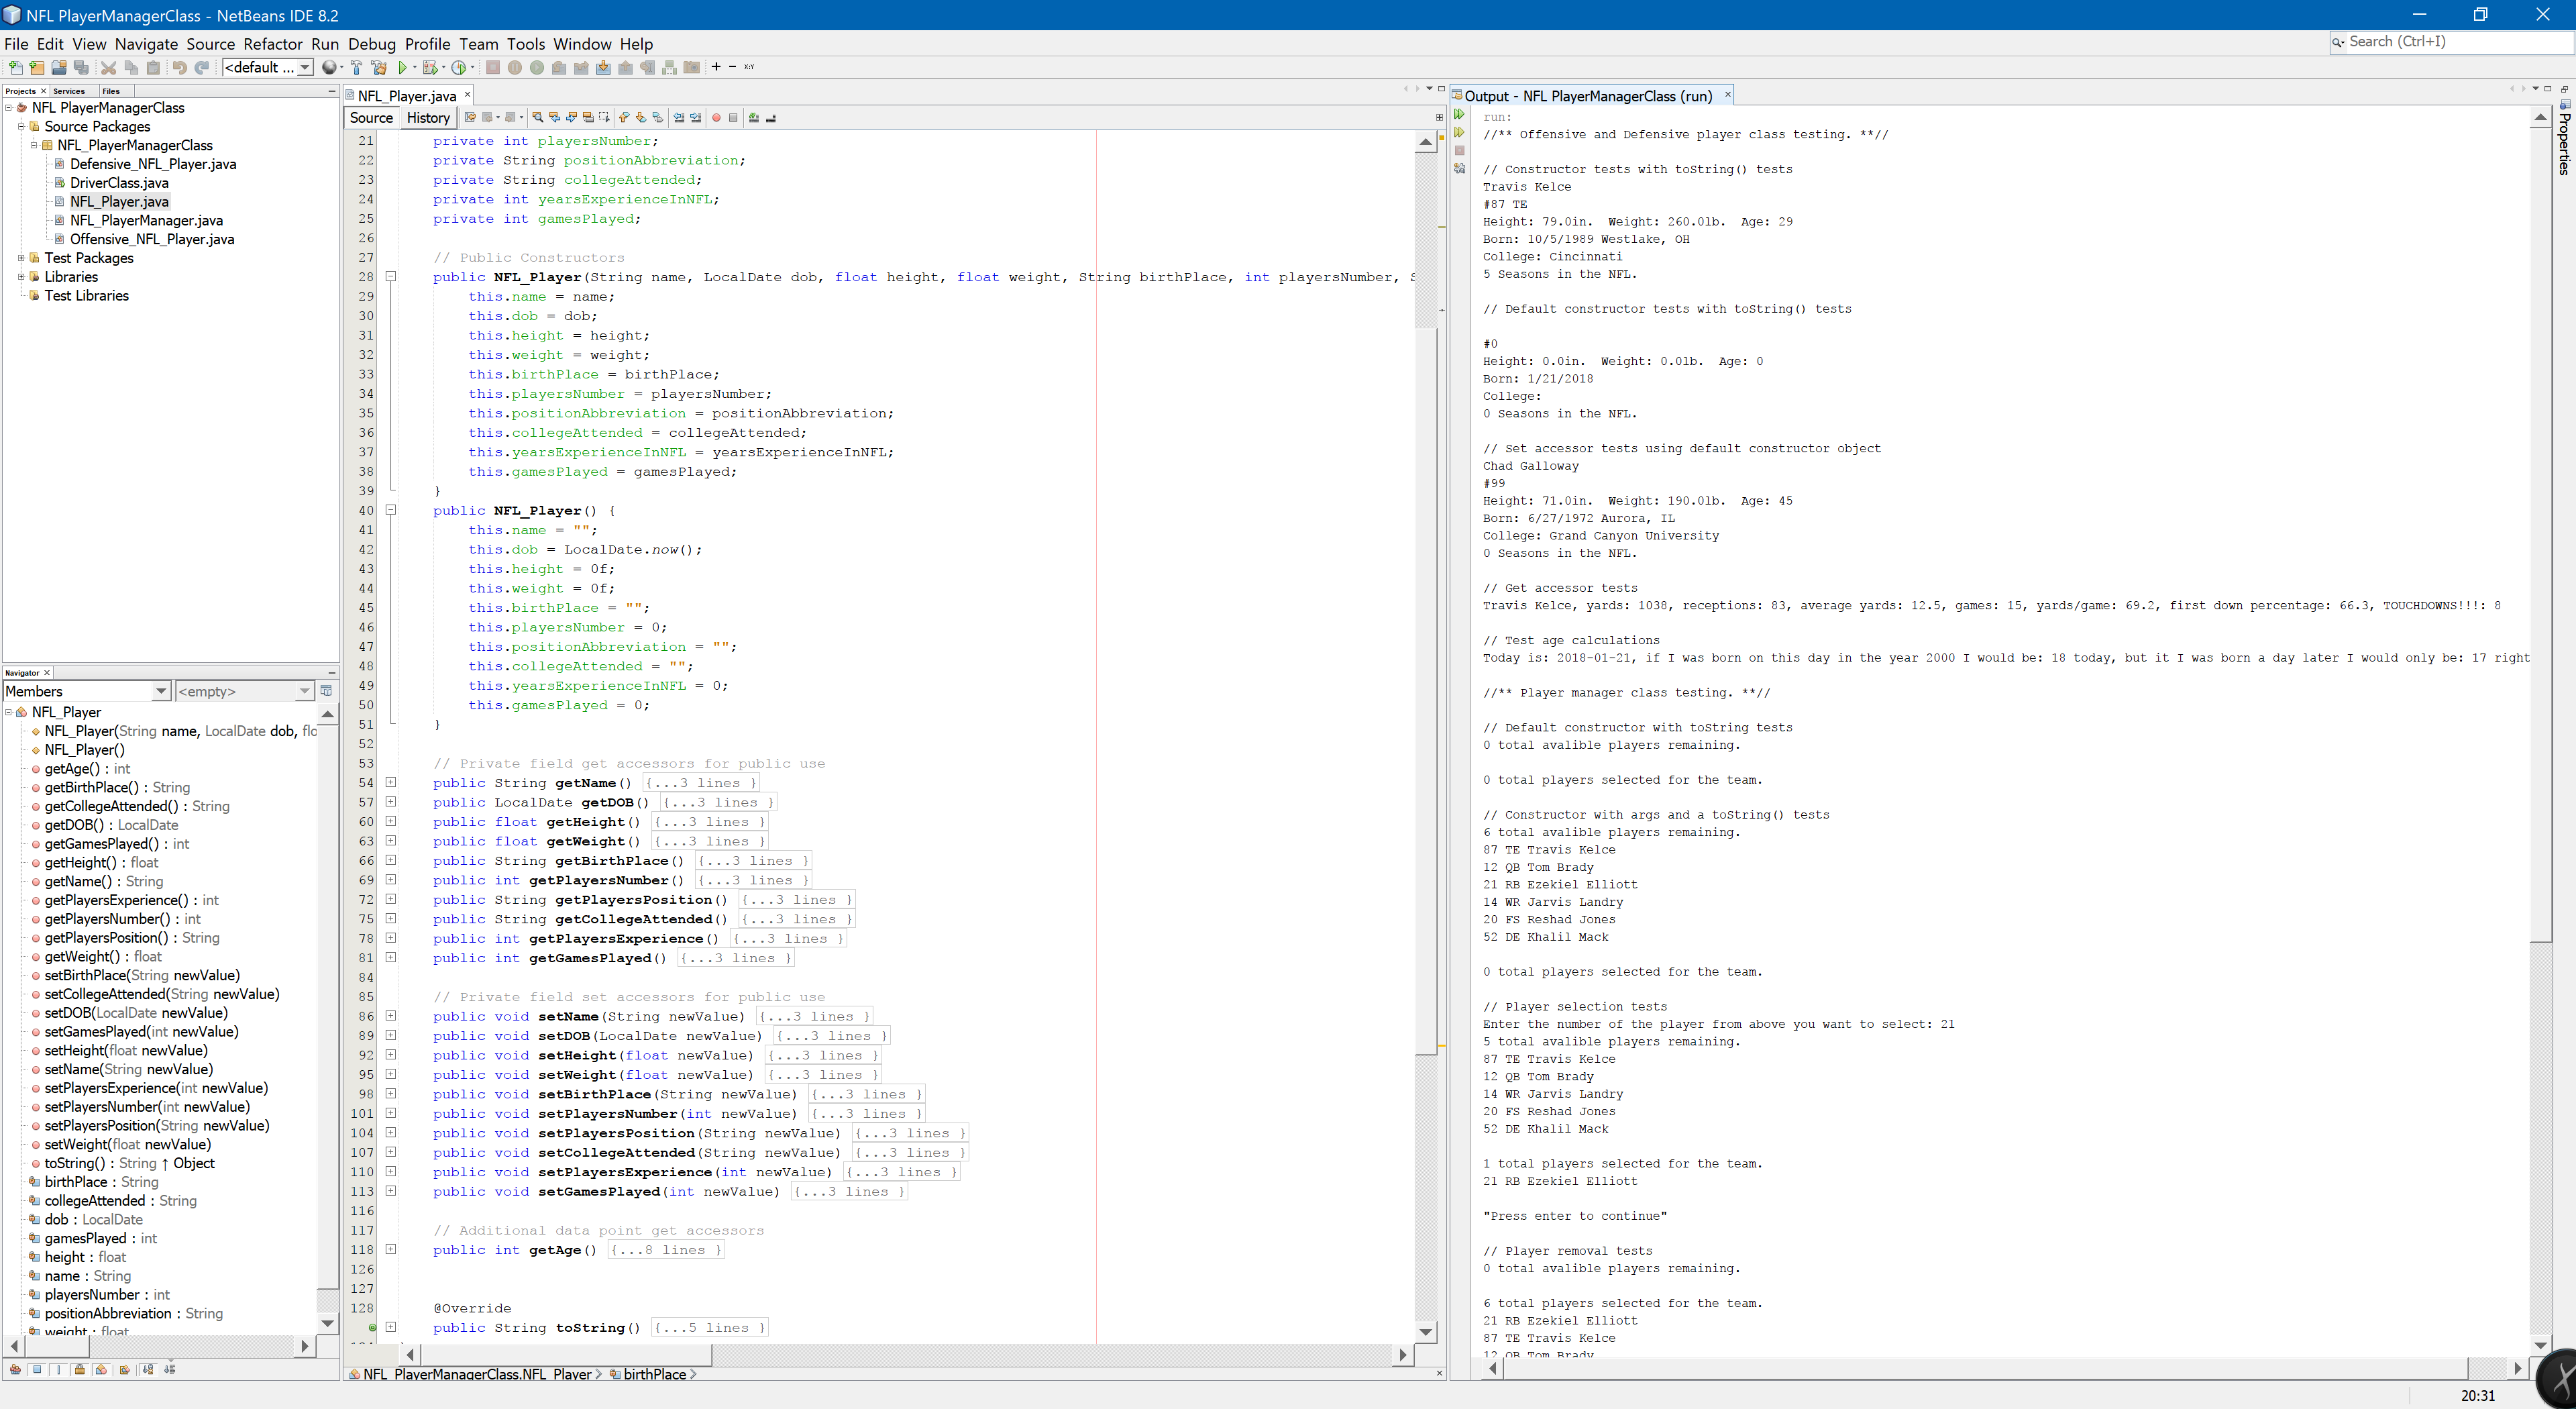 NFL PlayerManagerClass - NetBeans IDE 8.2
File Edit View Navigate Source Refactor Run Debug Profile Team Tools Window Help
Search (Ctrl+I)
<default ...
Projects Services Files
NFL PlayerManagerClass
Source Packages
NFL_PlayerManagerClass
Defensive_NFL_Player.java
DriverClass.java
NFL_Player.java
NFL_PlayerManager.java
Offensive_NFL_Player.java
Test Packages
Libraries
Test Libraries
Navigator
Members <empty>
NFL_Player
NFL_Player(String name, LocalDate dob, flo
NFL_Player()
getAge() : int
getBirthPlace() : String
getCollegeAttended() : String
getDOB() : LocalDate
getGamesPlayed() : int
getHeight() : float
getName() : String
getPlayersExperience() : int
getPlayersNumber() : int
getPlayersPosition() : String
getWeight() : float
setBirthPlace(String newValue)
setCollegeAttended(String newValue)
setDOB(LocalDate newValue)
setGamesPlayed(int newValue)
setHeight(float newValue)
setName(String newValue)
setPlayersExperience(int newValue)
setPlayersNumber(int newValue)
setPlayersPosition(String newValue)
setWeight(float newValue)
toString() : String ↑ Object
birthPlace : String
collegeAttended : String
dob : LocalDate
gamesPlayed : int
height : float
name : String
playersNumber : int
positionAbbreviation : String
weight : float
NFL_Player.java
Source History
21 private int playersNumber;
22 private String positionAbbreviation;
23 private String collegeAttended;
24 private int yearsExperienceInNFL;
25 private int gamesPlayed;
26
27 // Public Constructors
28 public NFL_Player(String name, LocalDate dob, float height, float weight, String birthPlace, int playersNumber, S
29 this.name = name;
30 this.dob = dob;
31 this.height = height;
32 this.weight = weight;
33 this.birthPlace = birthPlace;
34 this.playersNumber = playersNumber;
35 this.positionAbbreviation = positionAbbreviation;
36 this.collegeAttended = collegeAttended;
37 this.yearsExperienceInNFL = yearsExperienceInNFL;
38 this.gamesPlayed = gamesPlayed;
39 }
40 public NFL_Player() {
41 this.name = "";
42 this.dob = LocalDate.now();
43 this.height = 0f;
44 this.weight = 0f;
45 this.birthPlace = "";
46 this.playersNumber = 0;
47 this.positionAbbreviation = "";
48 this.collegeAttended = "";
49 this.yearsExperienceInNFL = 0;
50 this.gamesPlayed = 0;
51 }
52
53 // Private field get accessors for public use
54 public String getName() {...3 lines }
57 public LocalDate getDOB() {...3 lines }
60 public float getHeight() {...3 lines }
63 public float getWeight() {...3 lines }
66 public String getBirthPlace() {...3 lines }
69 public int getPlayersNumber() {...3 lines }
72 public String getPlayersPosition() {...3 lines }
75 public String getCollegeAttended() {...3 lines }
78 public int getPlayersExperience() {...3 lines }
81 public int getGamesPlayed() {...3 lines }
84
85 // Private field set accessors for public use
86 public void setName(String newValue) {...3 lines }
89 public void setDOB(LocalDate newValue) {...3 lines }
92 public void setHeight(float newValue) {...3 lines }
95 public void setWeight(float newValue) {...3 lines }
98 public void setBirthPlace(String newValue) {...3 lines }
101 public void setPlayersNumber(int newValue) {...3 lines }
104 public void setPlayersPosition(String newValue) {...3 lines }
107 public void setCollegeAttended(String newValue) {...3 lines }
110 public void setPlayersExperience(int newValue) {...3 lines }
113 public void setGamesPlayed(int newValue) {...3 lines }
116
117 // Additional data point get accessors
118 public int getAge() {...8 lines }
126
127
128 @Override
public String toString() {...5 lines }
NFL_PlayerManagerClass.NFL_Player birthPlace
Output - NFL PlayerManagerClass (run)
run:
//** Offensive and Defensive player class testing. **//
// Constructor tests with toString() tests
Travis Kelce
#87 TE
Height: 79.0in. Weight: 260.0lb. Age: 29
Born: 10/5/1989 Westlake, OH
College: Cincinnati
5 Seasons in the NFL.
// Default constructor tests with toString() tests
#0
Height: 0.0in. Weight: 0.0lb. Age: 0
Born: 1/21/2018
College:
0 Seasons in the NFL.
// Set accessor tests using default constructor object
Chad Galloway
#99
Height: 71.0in. Weight: 190.0lb. Age: 45
Born: 6/27/1972 Aurora, IL
College: Grand Canyon University
0 Seasons in the NFL.
// Get accessor tests
Travis Kelce, yards: 1038, receptions: 83, average yards: 12.5, games: 15, yards/game: 69.2, first down percentage: 66.3, TOUCHDOWNS!!!: 8
// Test age calculations
Today is: 2018-01-21, if I was born on this day in the year 2000 I would be: 18 today, but it I was born a day later I would only be: 17 right
//** Player manager class testing. **//
// Default constructor with toString tests
0 total avalible players remaining.
0 total players selected for the team.
// Constructor with args and a toString() tests
6 total avalible players remaining.
87 TE Travis Kelce
12 QB Tom Brady
21 RB Ezekiel Elliott
14 WR Jarvis Landry
20 FS Reshad Jones
52 DE Khalil Mack
0 total players selected for the team.
// Player selection tests
Enter the number of the player from above you want to select: 21
5 total avalible players remaining.
87 TE Travis Kelce
12 QB Tom Brady
14 WR Jarvis Landry
20 FS Reshad Jones
52 DE Khalil Mack
1 total players selected for the team.
21 RB Ezekiel Elliott
"Press enter to continue"
// Player removal tests
0 total avalible players remaining.
6 total players selected for the team.
21 RB Ezekiel Elliott
87 TE Travis Kelce
12 QB Tom Brady
Properties
20:31